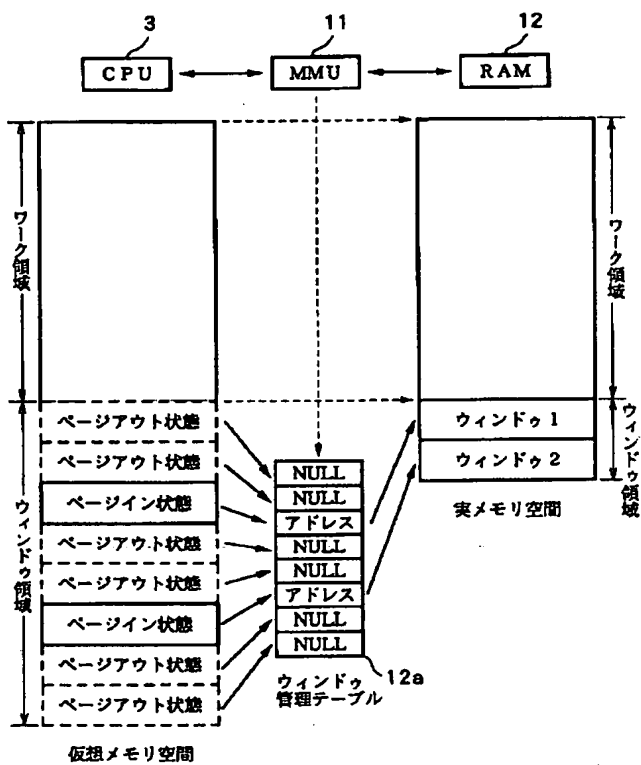 3
11
12
CPU
MMU
RAM
ワーク領域
ワーク領域
ページアウト状態
ページアウト状態
ページイン状態
ページアウト状態
ページアウト状態
ページイン状態
ページアウト状態
ページアウト状態
ウィンドゥ領域
仮想メモリ空間
NULL
NULL
アドレス
NULL
NULL
アドレス
NULL
NULL
12a
ウィンドゥ
管理テーブル
ウィンドゥ1
ウィンドゥ2
ウィンドゥ領域
実メモリ空間